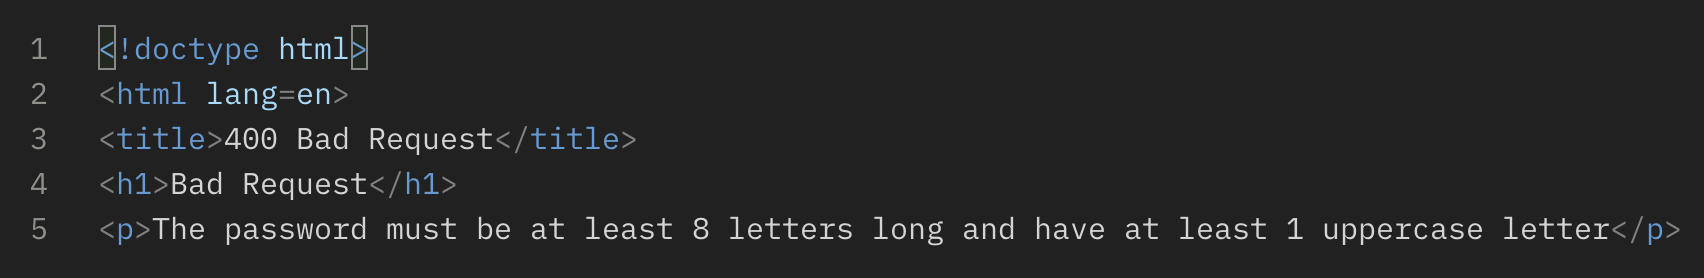 1 <!doctype html>
2 <html lang=en>
3 <title>400 Bad Request</title>
4 <h1>Bad Request</h1>
5 <p>The password must be at least 8 letters long and have at least 1 uppercase letter</p>